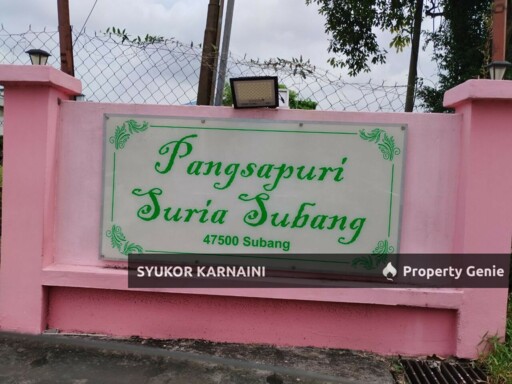 Pangsapuri
Suria Subang
47500 Subang
SYUKOR KARNAINI
Property Genie